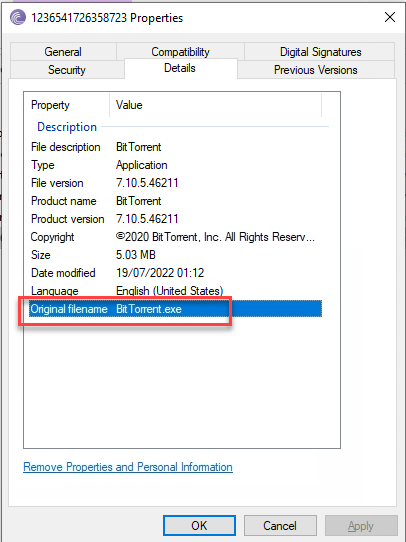 1236541726358723 Properties
General Compatibility Digital Signatures
Security Details Previous Versions
Property Value
Description
File description BitTorrent
Type Application
File version 7.10.5.46211
Product name BitTorrent
Product version 7.10.5.46211
Copyright ©2020 BitTorrent, Inc. All Rights Reserv...
Size 5.03 MB
Date modified 19/07/2022 01:12
Language English (United States)
Original filename BitTorrent.exe
Remove Properties and Personal Information
OK Cancel Apply